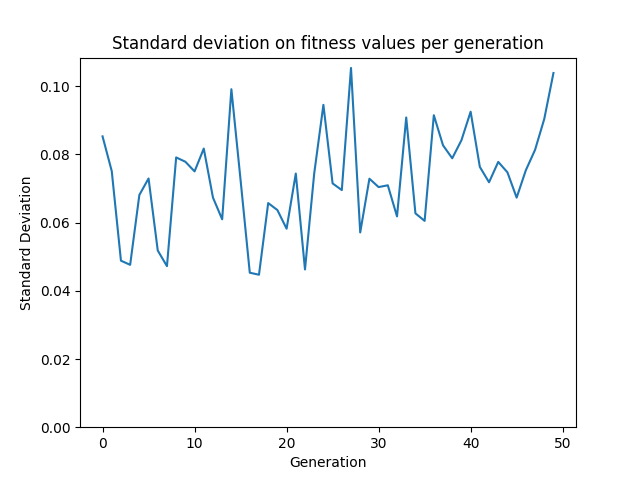 Standard deviation on fitness values per generation
0.10
0.08
0.06
0.04
0.02
0.00
Standard Deviation
0 10 20 30 40 50
Generation